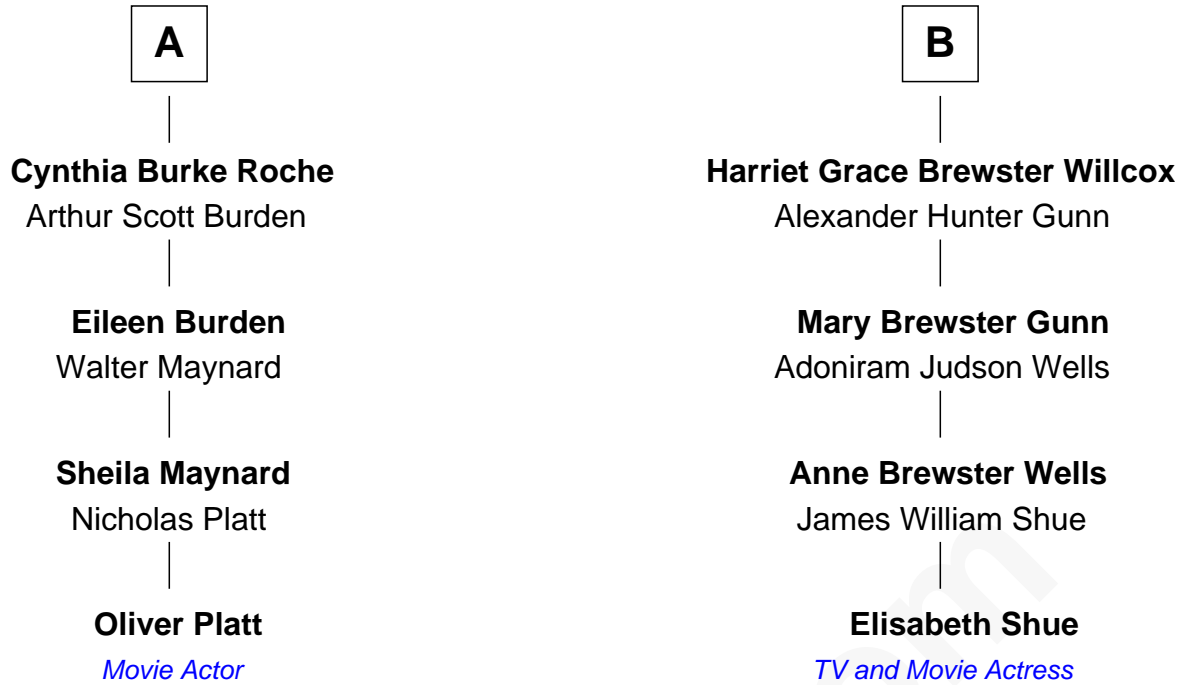 A
Cynthia Burke Roche
Arthur Scott Burden
Eileen Burden
Walter Maynard
Sheila Maynard
Nicholas Platt
Oliver Platt
Movie Actor
B
Harriet Grace Brewster Willcox
Alexander Hunter Gunn
Mary Brewster Gunn
Adoniram Judson Wells
Anne Brewster Wells
James William Shue
Elisabeth Shue
TV and Movie Actress